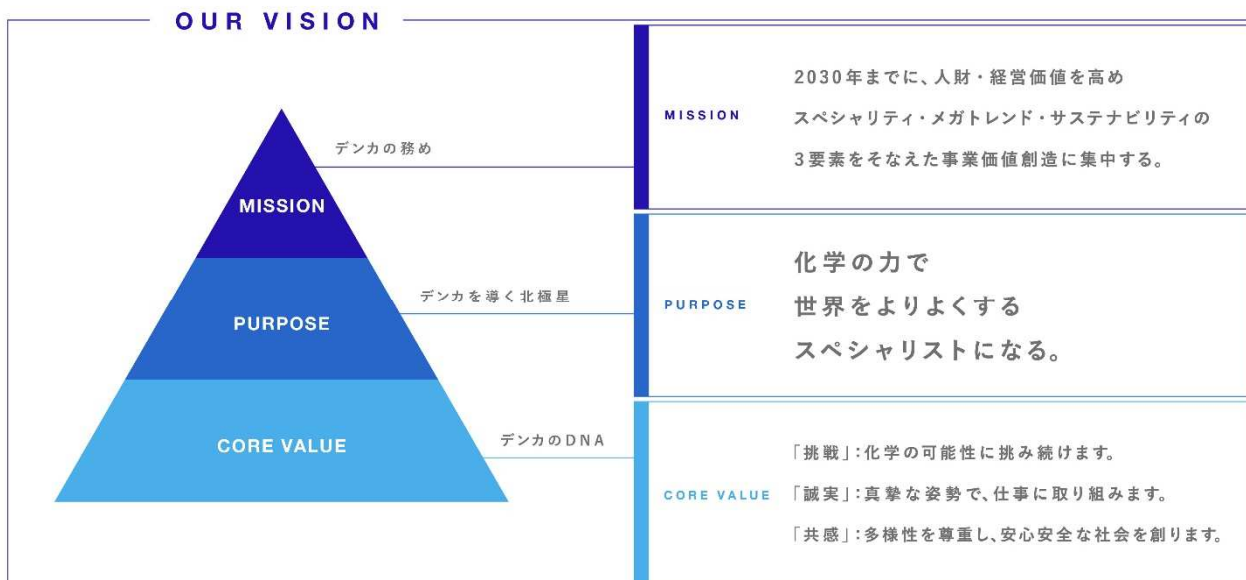 OUR VISION
デンカの務め
MISSION
デンカを導く北極星
PURPOSE
デンカのDNA
CORE VALUE
MISSION
2030年までに、人財・経営価値を高め
スペシャリティ・メガトレンド・サステナビリティの
3要素をそなえた事業価値創造に集中する。
PURPOSE
化学の力で
世界をよりよくする
スペシャリストになる。
CORE VALUE
「挑戦」:化学の可能性に挑み続けます。
「誠実」:真摯な姿勢で、仕事に取り組みます。
「共感」:多様性を尊重し、安心安全な社会を創ります。